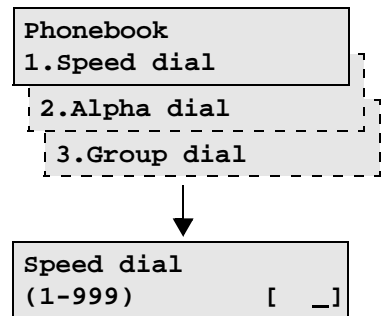 Phonebook
1.Speed dial
2.Alpha dial
3.Group dial
Speed dial
(1-999) [ _]